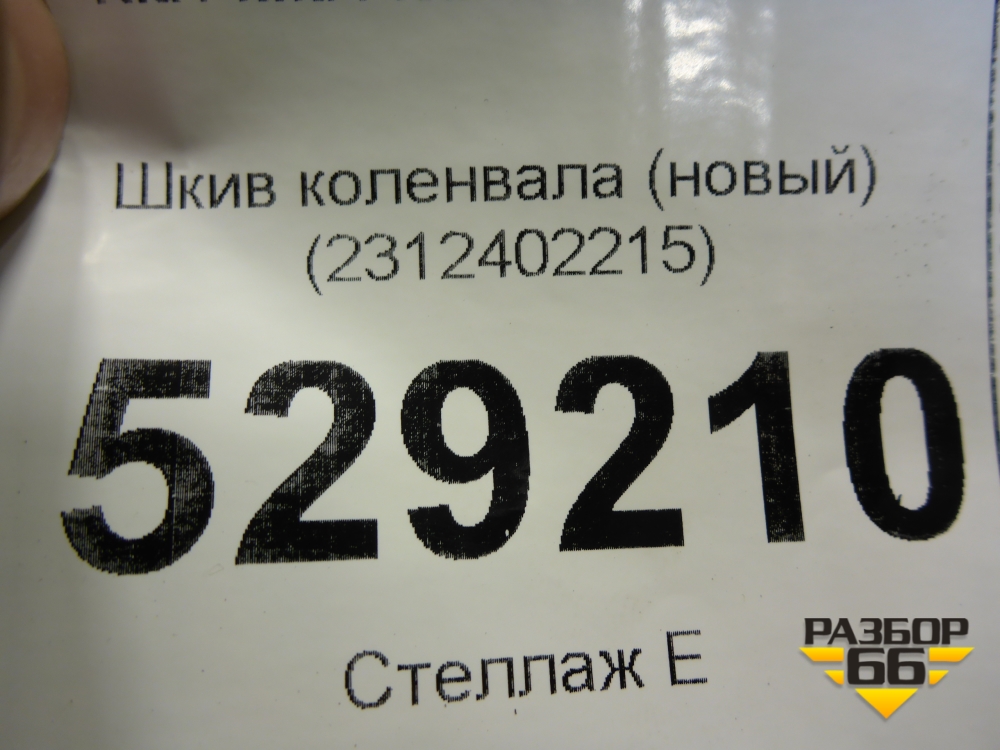 Шкив коленвала (новый)
(2312402215)
529210
Стеллаж Е
РАЗБОР
66